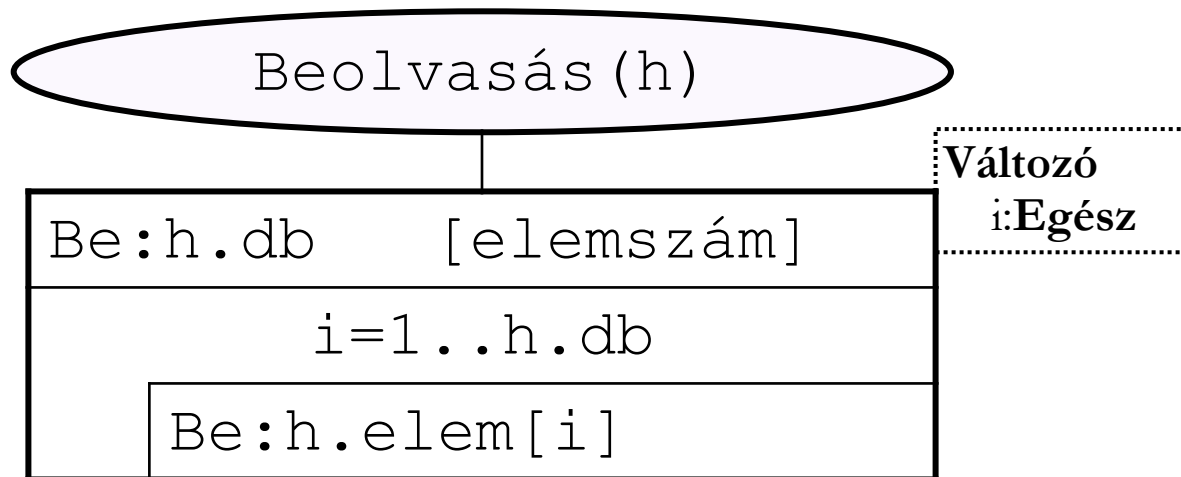 Beolvasás(h)
Változó
i:Egész
Be:h.db [elemszám]
i=1..h.db
Be:h.elem[i]